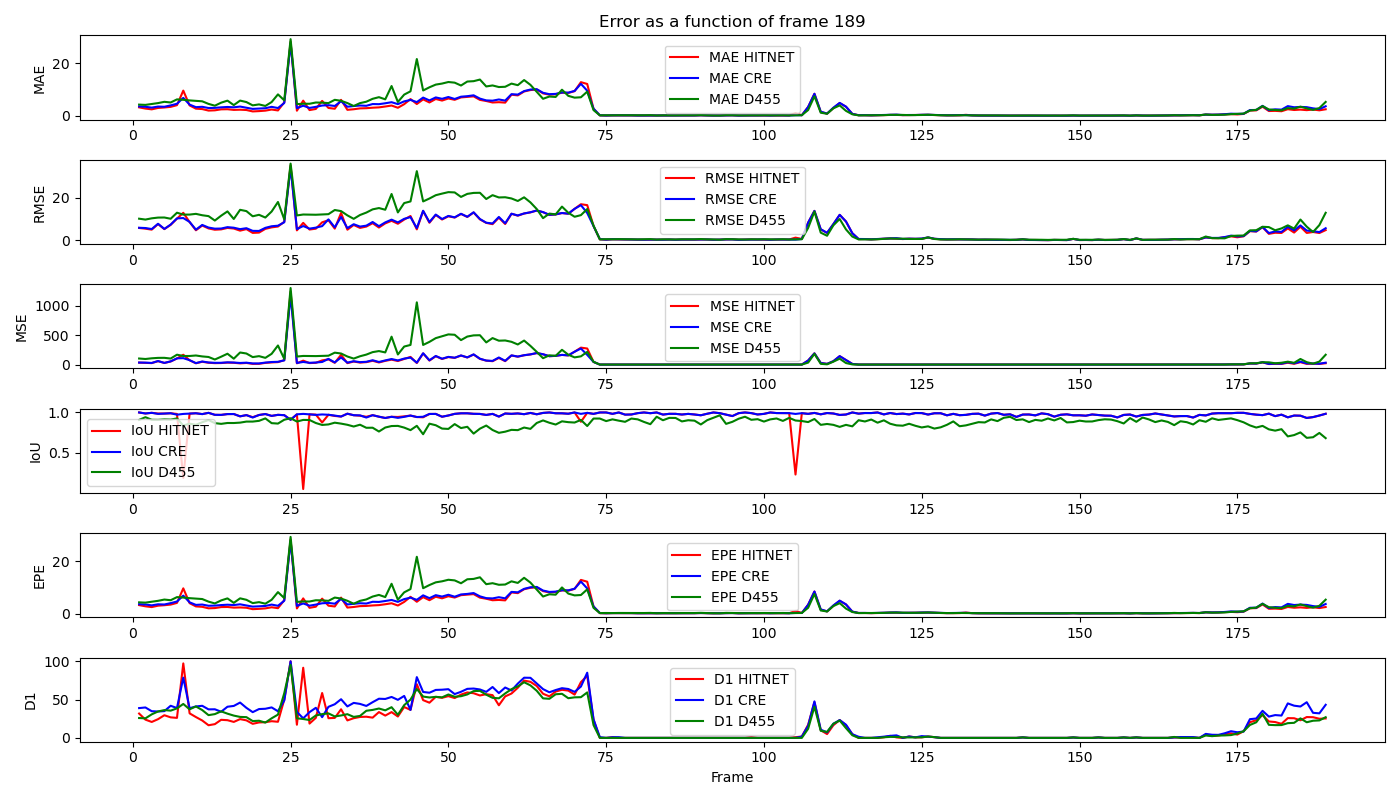 Error as a function of frame 189
MAE
20
0
MAE HITNET
MAE CRE
MAE D455
0 25 50 75 100 125 150 175
RMSE
20
0
RMSE HITNET
RMSE CRE
RMSE D455
0 25 50 75 100 125 150 175
MSE
1000
500
0
MSE HITNET
MSE CRE
MSE D455
0 25 50 75 100 125 150 175
IoU
1.0
0.5
IoU HITNET
IoU CRE
IoU D455
0 25 50 75 100 125 150 175
EPE
20
0
EPE HITNET
EPE CRE
EPE D455
0 25 50 75 100 125 150 175
D1
100
50
0
D1 HITNET
D1 CRE
D1 D455
0 25 50 75 100 125 150 175
Frame